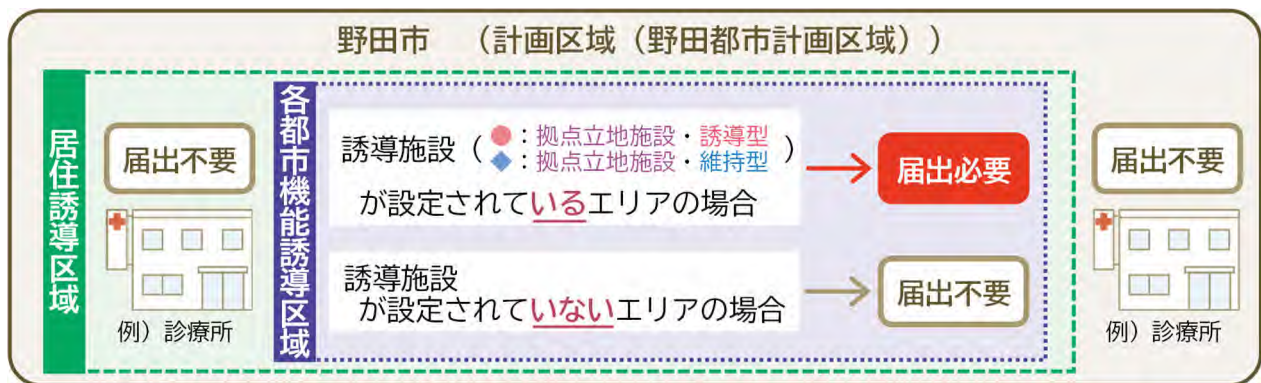 野田市　（計画区域（野田都市計画区域））
居住誘導区域
届出不要
例）診療所
各都市機能誘導区域
誘導施設（●：拠点立地施設・誘導型
◆：拠点立地施設・維持型）
が設定されているエリアの場合
届出必要
誘導施設
が設定されていないエリアの場合
届出不要
届出不要
例）診療所